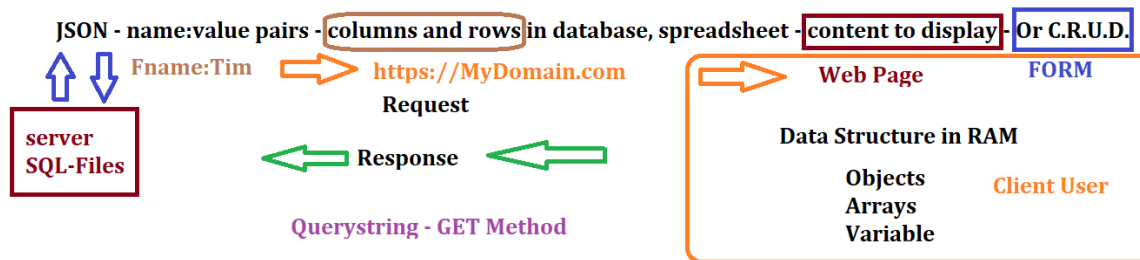 JSON - name:value pairs - columns and rows in database, spreadsheet - content to display - Or C.R.U.D.
Fname:Tim
https://MyDomain.com
Web Page
FORM
Request
server
SQL-Files
Response
Data Structure in RAM
Objects
Arrays
Variable
Client User
Querystring - GET Method